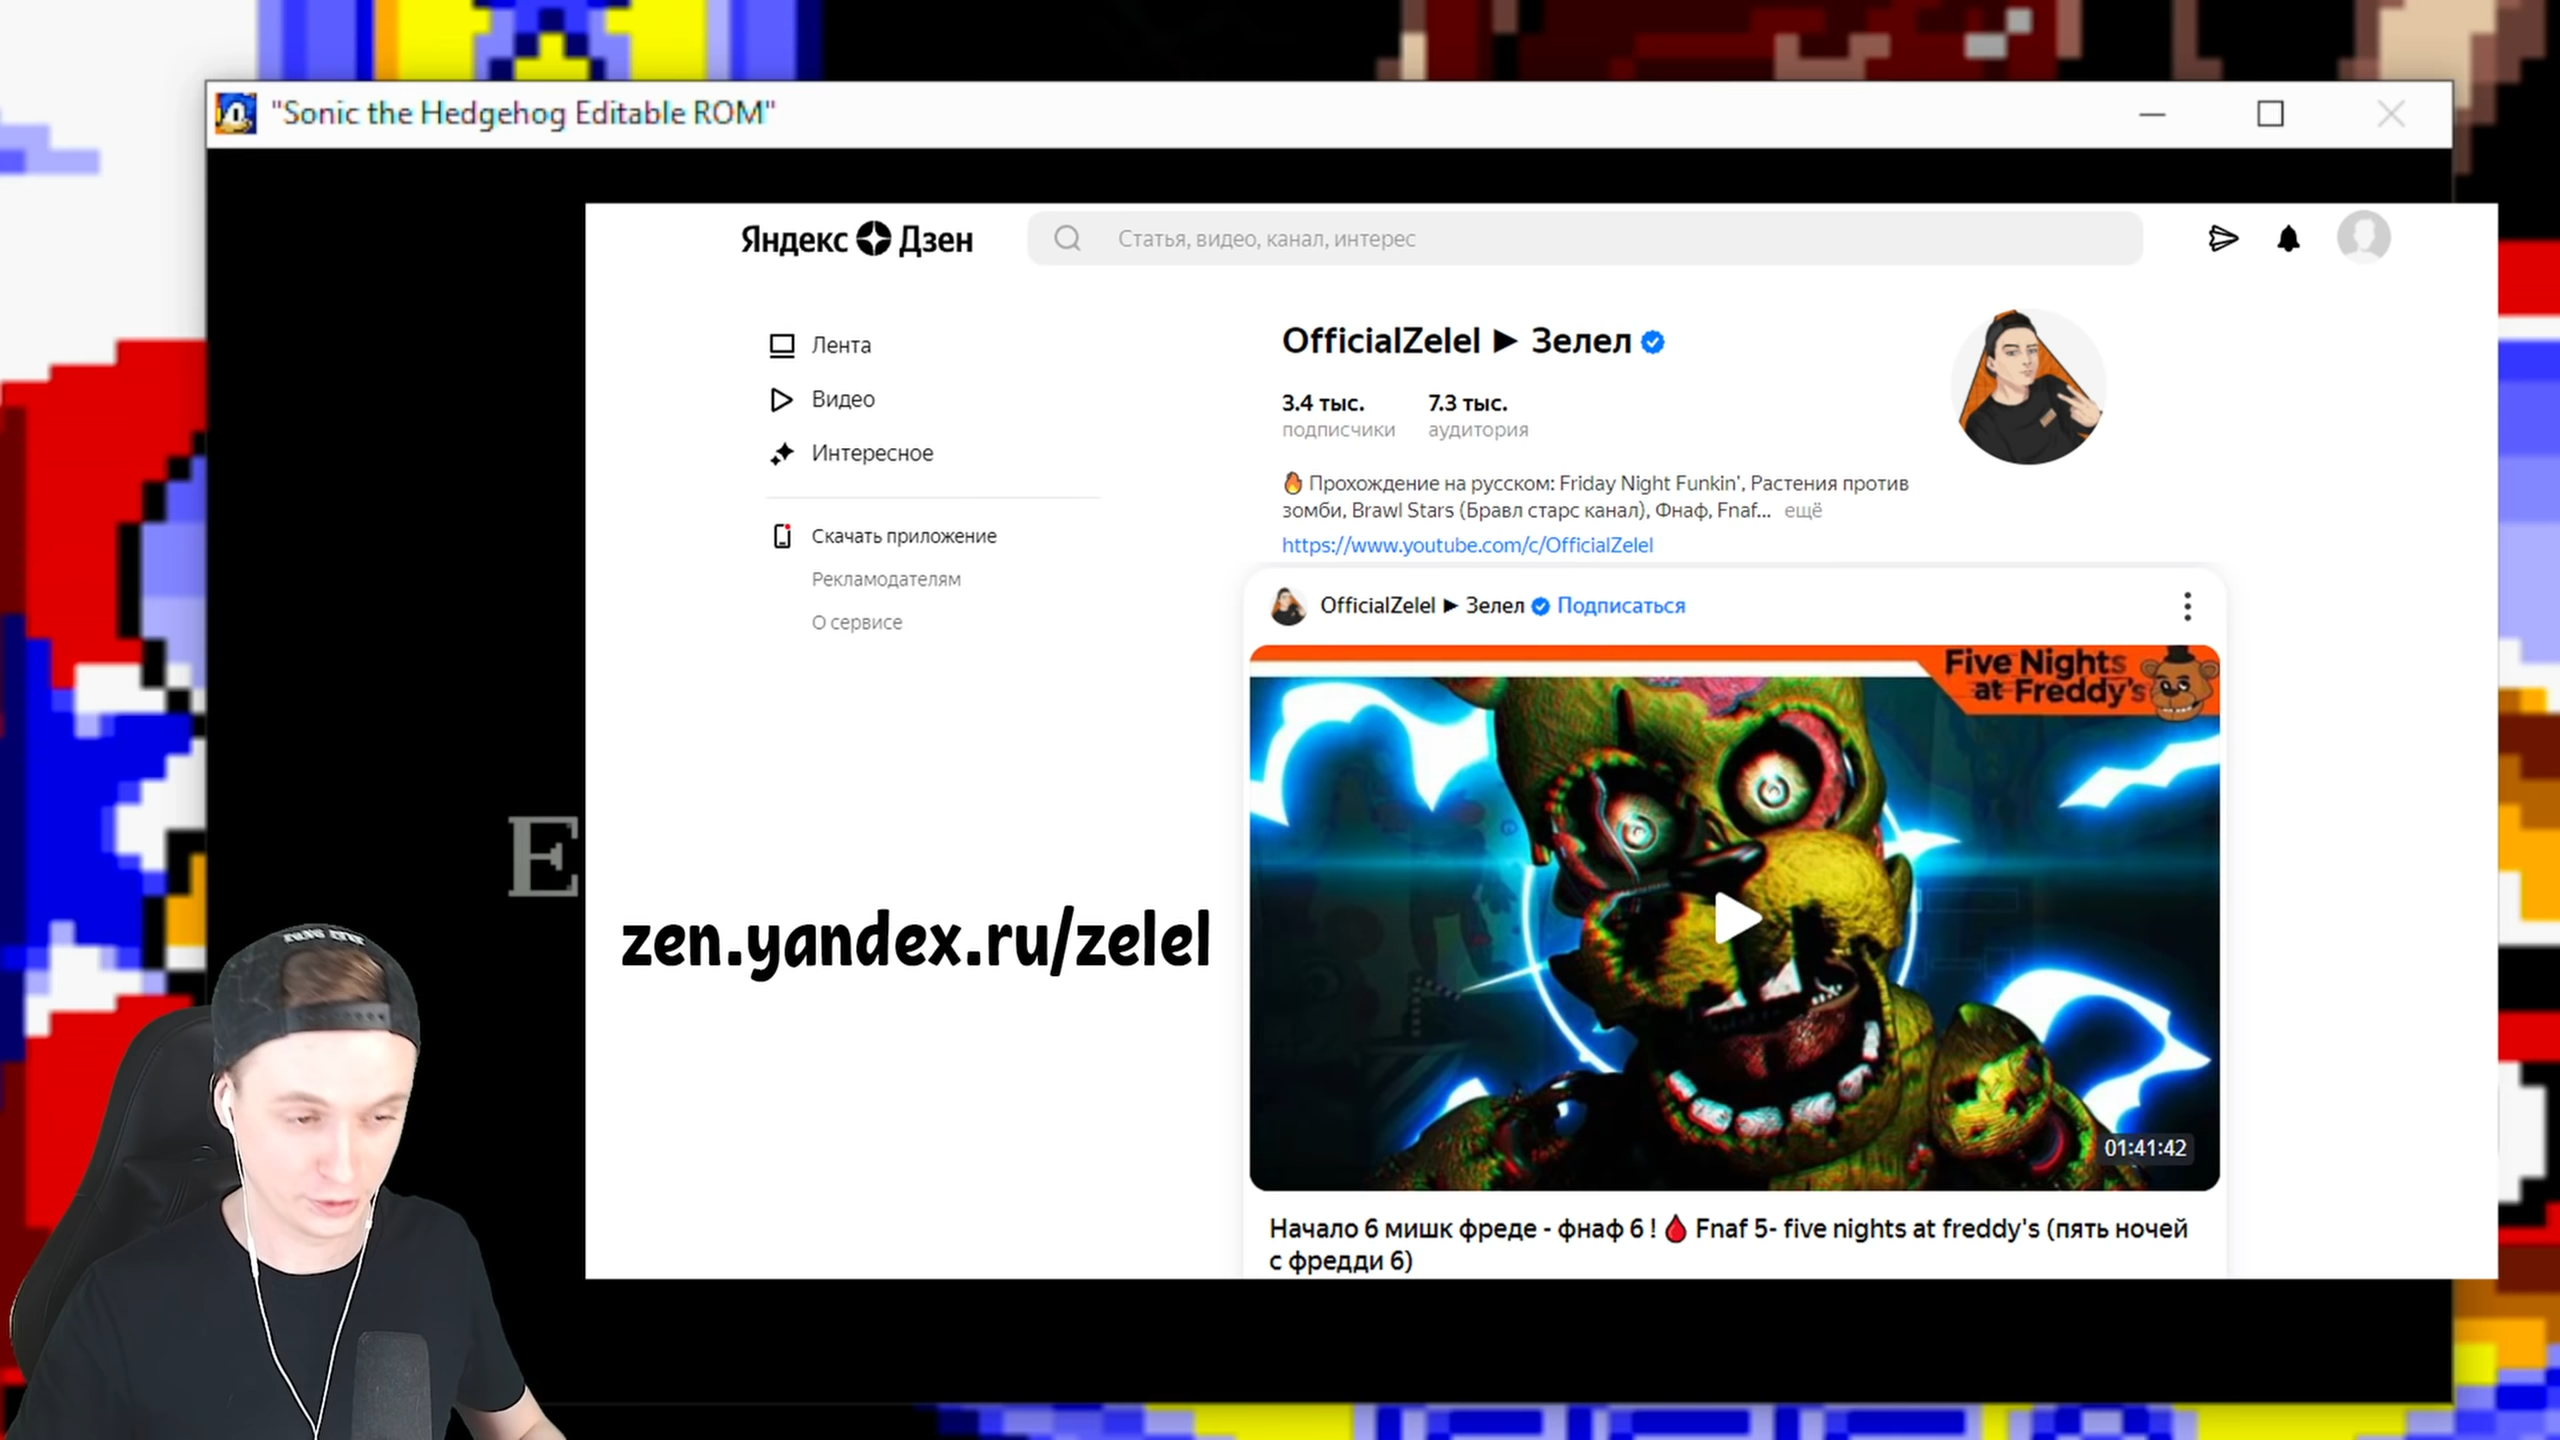 "Sonic the Hedgehog Editable ROM"
Яндекс Дзен
Статья, видео, канал, интерес
Лента
Видео
Интересное
Скачать приложение
Рекламодателям
О сервисе
OfficialZelel ► Зелел
3.4 тыс.
подписчики
7.3 тыс.
аудитория
🔥 Прохождение на русском: Friday Night Funkin', Растения против
зомби, Brawl Stars (Бравл старс канал), Фнаф, Fnaf... ещё
https://www.youtube.com/c/OfficialZelel
OfficialZelel ► Зелел Подписаться
Five Nights
at Freddy's
01:41:42
Начало 6 мишк фреде - фнаф 6 ! 🩸 Fnaf 5- five nights at freddy's (пять ночей
с фредди 6)
E
zen.yandex.ru/zelel